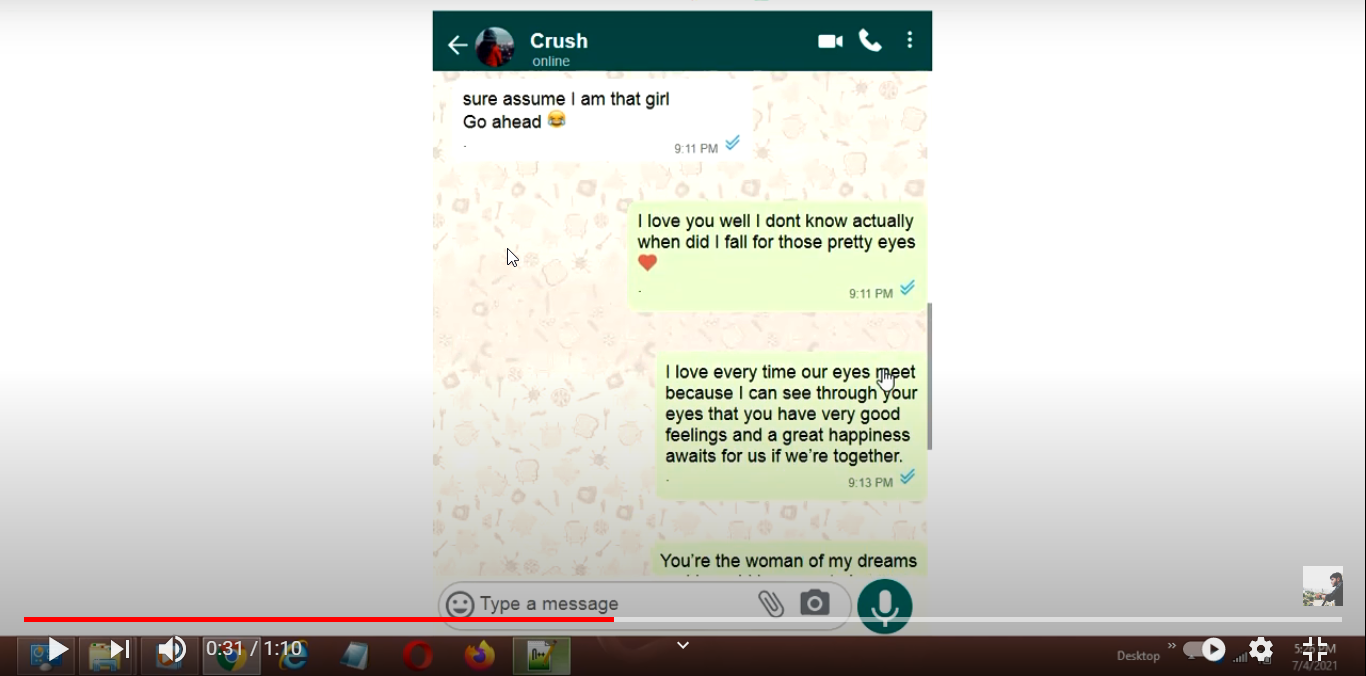 Crush
online
sure assume I am that girl
Go ahead 😂
.
9:11 PM
I love you well I dont know actually
when did I fall for those pretty eyes
❤️
.
9:11 PM
I love every time our eyes meet
because I can see through your
eyes that you have very good
feelings and a great happiness
awaits for us if we’re together.
.
9:13 PM
You’re the woman of my dreams
Type a message
0:31 / 1:10
Desktop
7/4/2021